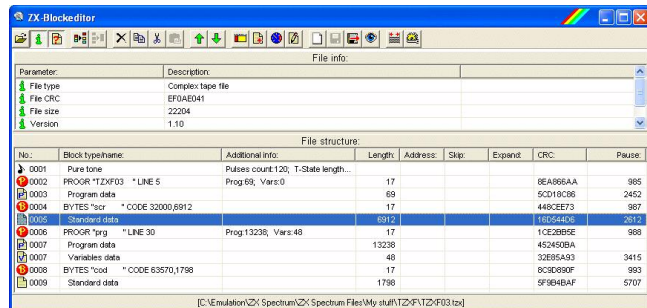 ZX-Blockeditor
File info:
Parameter: Description:
File type Complex tape file
File CRC EF0AE041
File size 22204
Version 1.10
File structure:
No.: Block type/name: Additional info: Length: Address: Skip: Expand: CRC: Pause:
0001 Pure tone Pulses count:120; T-State length...
0002 PROGR "TZXF03 " LINE 5 Prog:69; Vars:0 17 8EA866AA 985
0003 Program data 69 5CD18C86 2452
0004 BYTES "scr " CODE 32000,6912 17 448CEE73 987
0005 Standard data 6912 16D544D6 2612
0006 PROGR "prg " LINE 30 Prog:13238; Vars:48 17 1CE2BB5E 988
0007 Program data 13238 452450BA
0007 Variables data 48 32E85A93 3415
0008 BYTES "cod " CODE 63570,1798 17 8C9D890F 993
0009 Standard data 1798 5F9B4BAF 5707
[C:\Emulation\ZX Spectrum\ZX Spectrum Files\My stuff\TZXF\TZXF03.tzx]